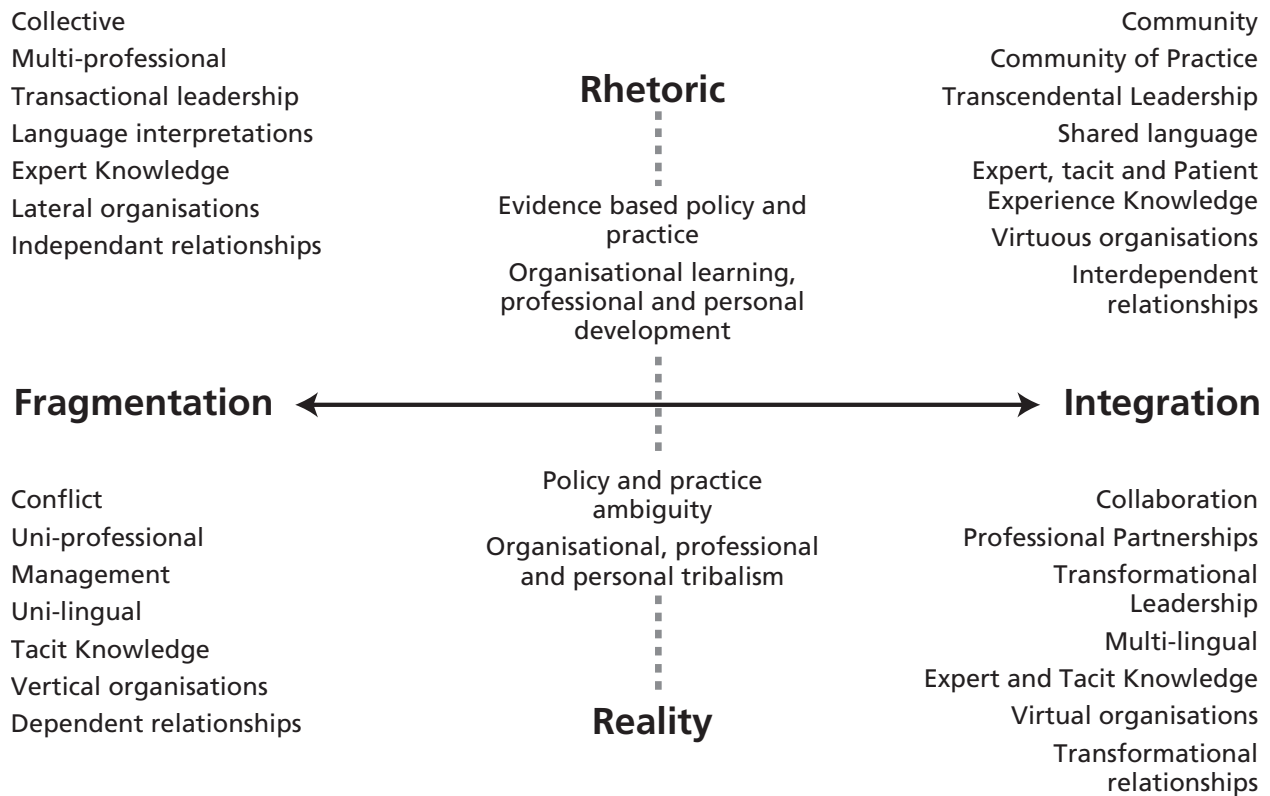 Collective
Multi-professional
Transactional leadership
Language interpretations
Expert Knowledge
Lateral organisations
Independant relationships
Rhetoric
Evidence based policy and
practice
Organisational learning,
professional and personal
development
Community
Community of Practice
Transcendental Leadership
Shared language
Expert, tacit and Patient
Experience Knowledge
Virtuous organisations
Interdependent
relationships
Fragmentation
Integration
Conflict
Uni-professional
Management
Uni-lingual
Tacit Knowledge
Vertical organisations
Dependent relationships
Policy and practice
ambiguity
Organisational, professional
and personal tribalism
Reality
Collaboration
Professional Partnerships
Transformational
Leadership
Multi-lingual
Expert and Tacit Knowledge
Virtual organisations
Transformational
relationships